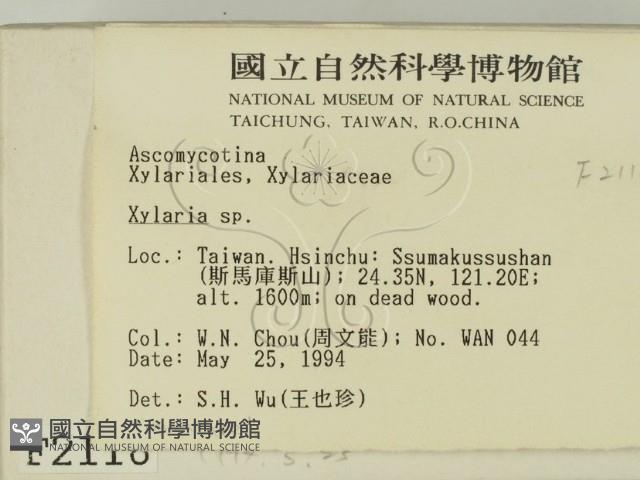 國立自然科學博物館
NATIONAL MUSEUM OF NATURAL SCIENCE
TAICHUNG, TAIWAN, R.O.CHINA
Ascomycotina
Xylariales, Xylariaceae
Xylaria sp.
Loc.: Taiwan. Hsinchu: Ssumakussushan
(斯馬庫斯山); 24.35N, 121.20E;
alt. 1600m; on dead wood.
Col.: W.N. Chou(周文能); No. WAN 044
Date: May 25, 1994
Det.: S.H. Wu(王也珍)
國立自然科學博物館
NATIONAL MUSEUM OF NATURAL SCIENCE